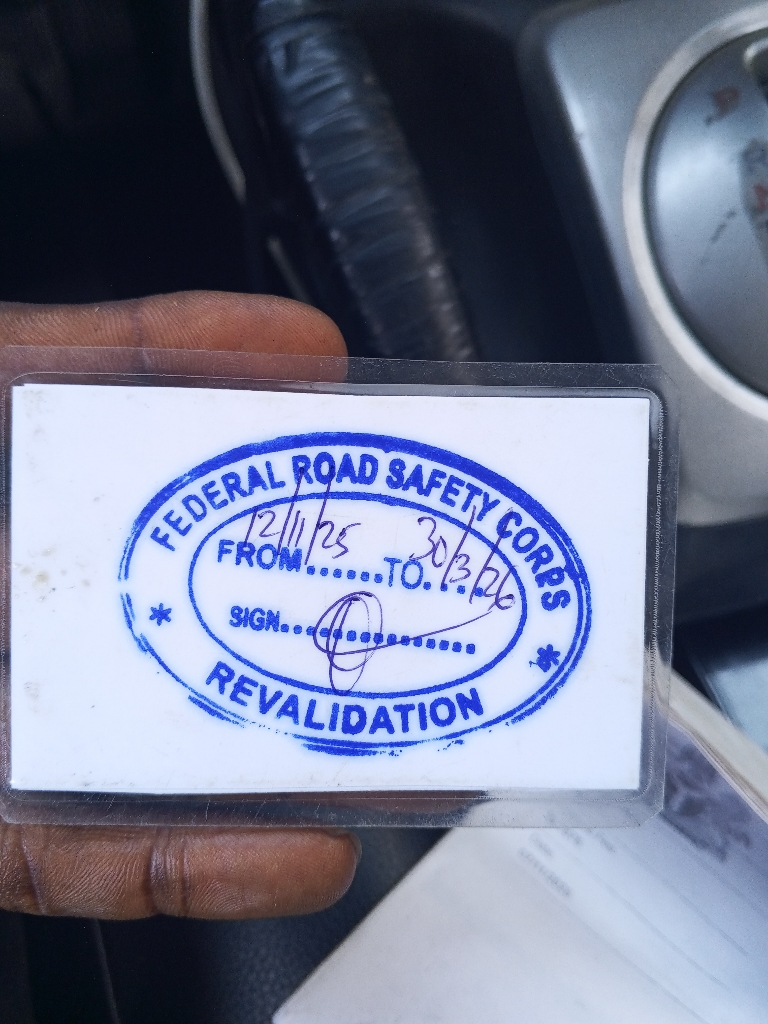 FEDERAL ROAD SAFETY CORPS
FROM......TO.....
12/11/25 30/3/26
SIGN..............
REVALIDATION